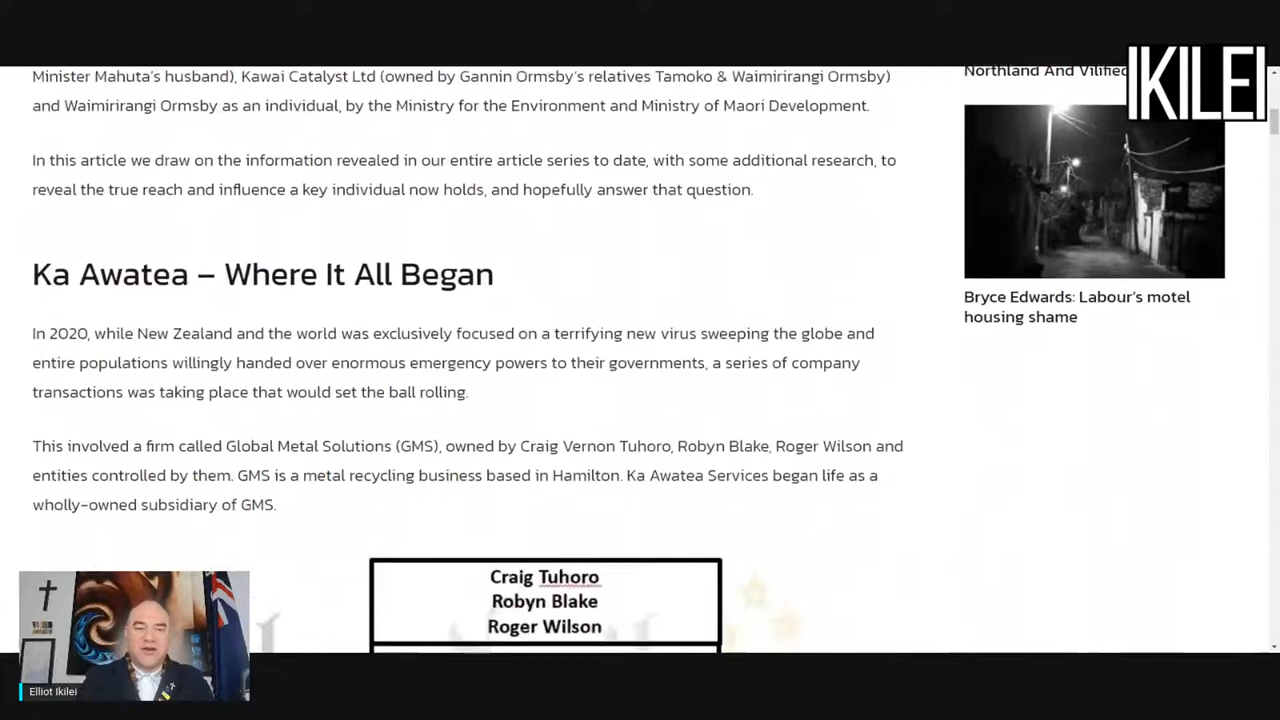 Minister Mahuta's husband), Kawai Catalyst Ltd (owned by Gannin Ormsby's relatives Tamoko & Waimirirangi Ormsby)
and Waimirirangi Ormsby as an individual, by the Ministry for the Environment and Ministry of Maori Development.
In this article we draw on the information revealed in our entire article series to date, with some additional research, to
reveal the true reach and influence a key individual now holds, and hopefully answer that question.
Ka Awatea – Where It All Began
In 2020, while New Zealand and the world was exclusively focused on a terrifying new virus sweeping the globe and
entire populations willingly handed over enormous emergency powers to their governments, a series of company
transactions was taking place that would set the ball rolling.
This involved a firm called Global Metal Solutions (GMS), owned by Craig Vernon Tuhoro, Robyn Blake, Roger Wilson and
entities controlled by them. GMS is a metal recycling business based in Hamilton. Ka Awatea Services began life as a
wholly-owned subsidiary of GMS.
Craig Tuhoro
Robyn Blake
Roger Wilson
Northland And Vilified
IKILEI
Bryce Edwards: Labour's motel
housing shame
Elliot Ikilei